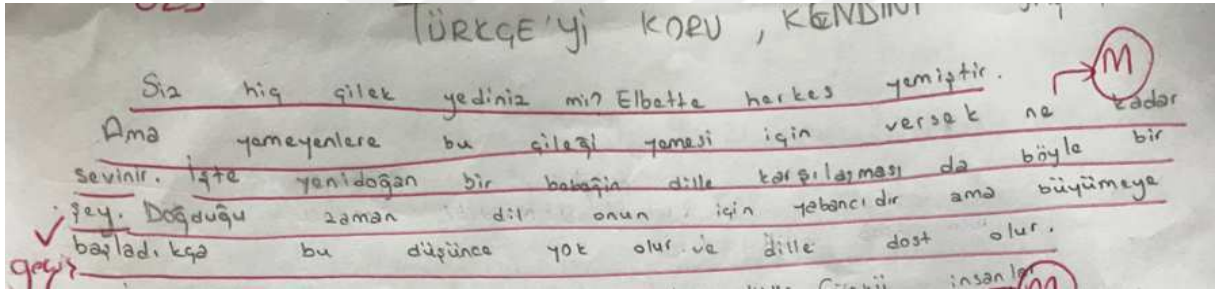 TÜRKÇE'yi KORU, KENDİNİ
Siz hiç çilek yediniz mi? Elbette herkes yemiştir.
M
Ama yemeyenlere bu çileği yemesi için versek ne kadar
sevinir. İşte yenidoğan bir bebeğin dille karşılaşması da böyle bir
şey. Doğduğu zaman dil onun için yabancıdır ama büyümeye
başladıkça bu düşünce yok olur ve dille dost olur.
geçiş
insanlar